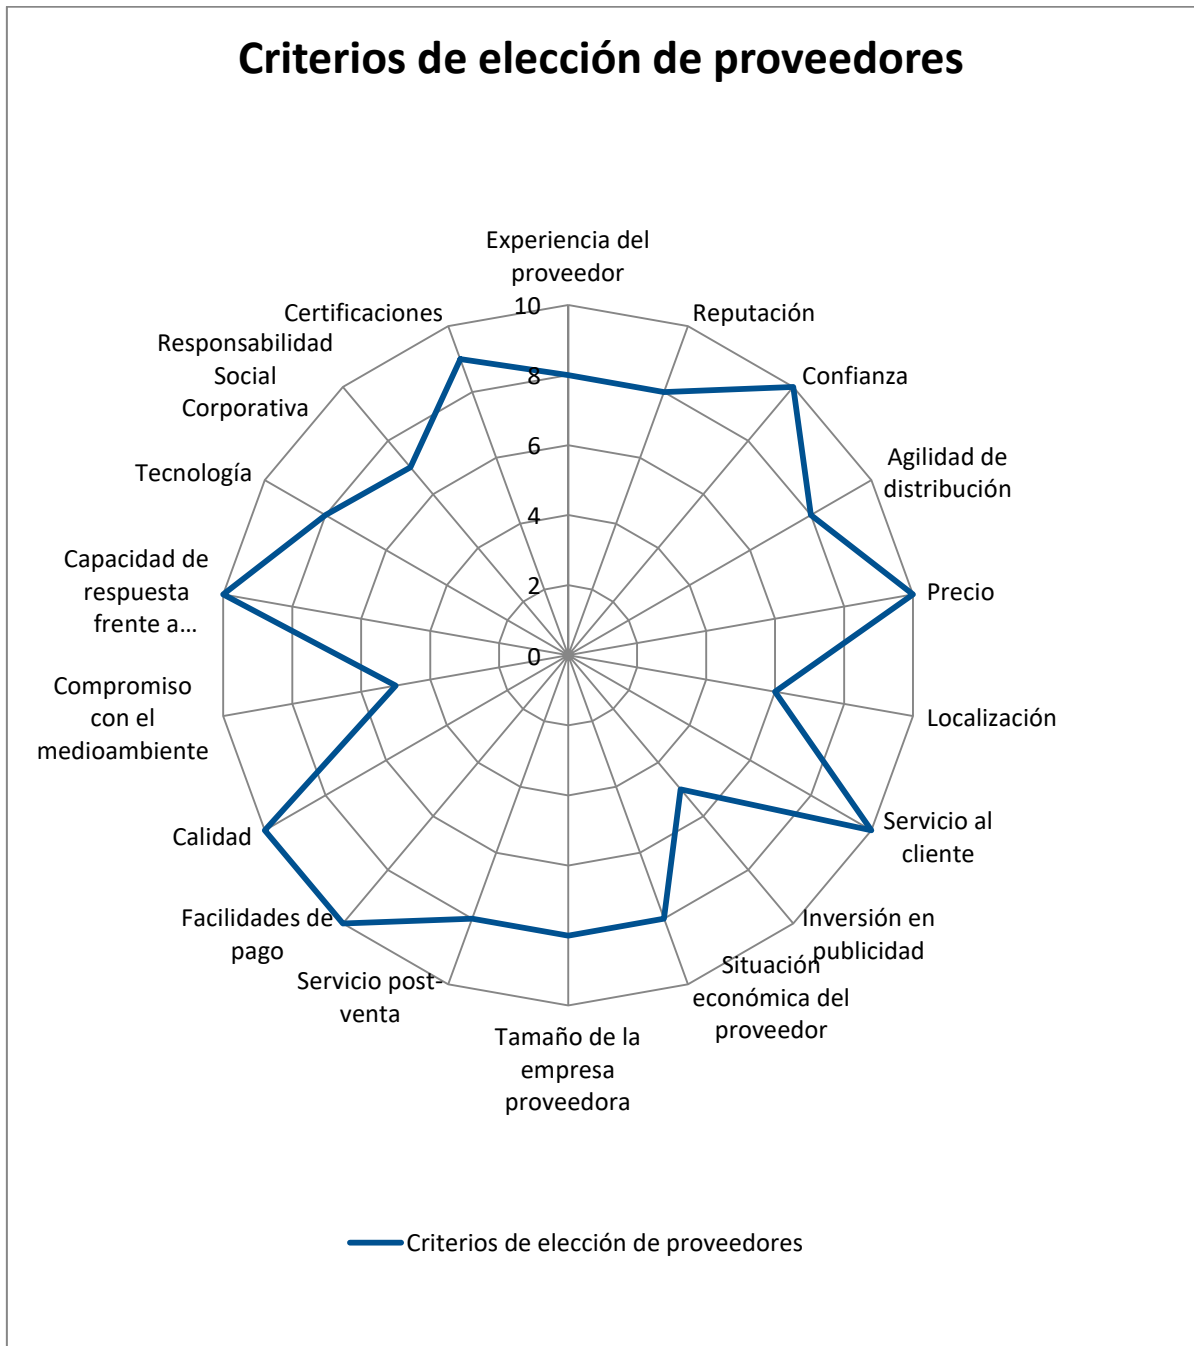 Criterios de elección de proveedores
Experiencia del
proveedor
Reputación
Confianza
Agilidad de
distribución
Precio
Localización
Servicio al
cliente
Inversión en
publicidad
Situación
económica del
proveedor
Tamaño de la
empresa
proveedora
Servicio post-
venta
Facilidades de
pago
Calidad
Compromiso
con el
medioambiente
Capacidad de
respuesta
frente a...
Tecnología
Responsabilidad
Social
Corporativa
Certificaciones
10
8
6
4
2
0
Criterios de elección de proveedores